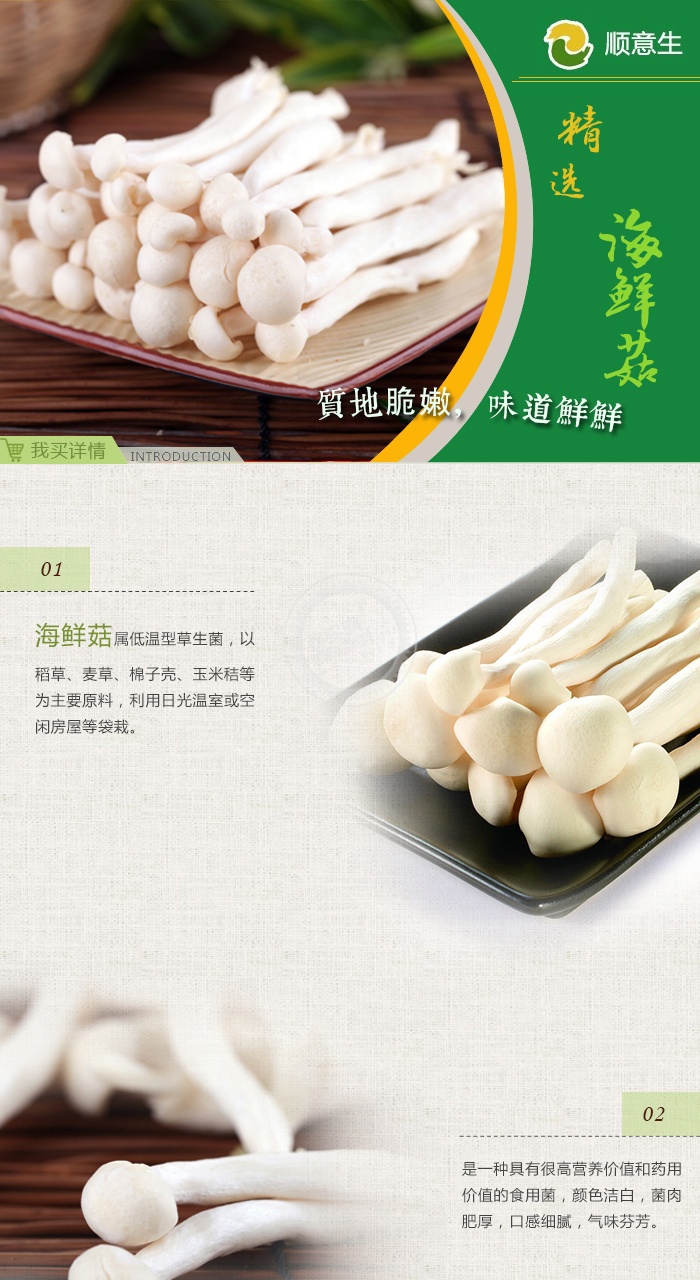 顺意生
精
选
海
鲜
菇
質地脆嫩，味道鮮鮮
我买详情
INTRODUCTION
01
海鲜菇属低温型草生菌，以
稻草、麦草、棉子壳、玉米秸等
为主要原料，利用日光温室或空
闲房屋等袋栽。
02
是一种具有很高营养价值和药用
价值的食用菌，颜色洁白，菌肉
肥厚，口感细腻，气味芬芳。